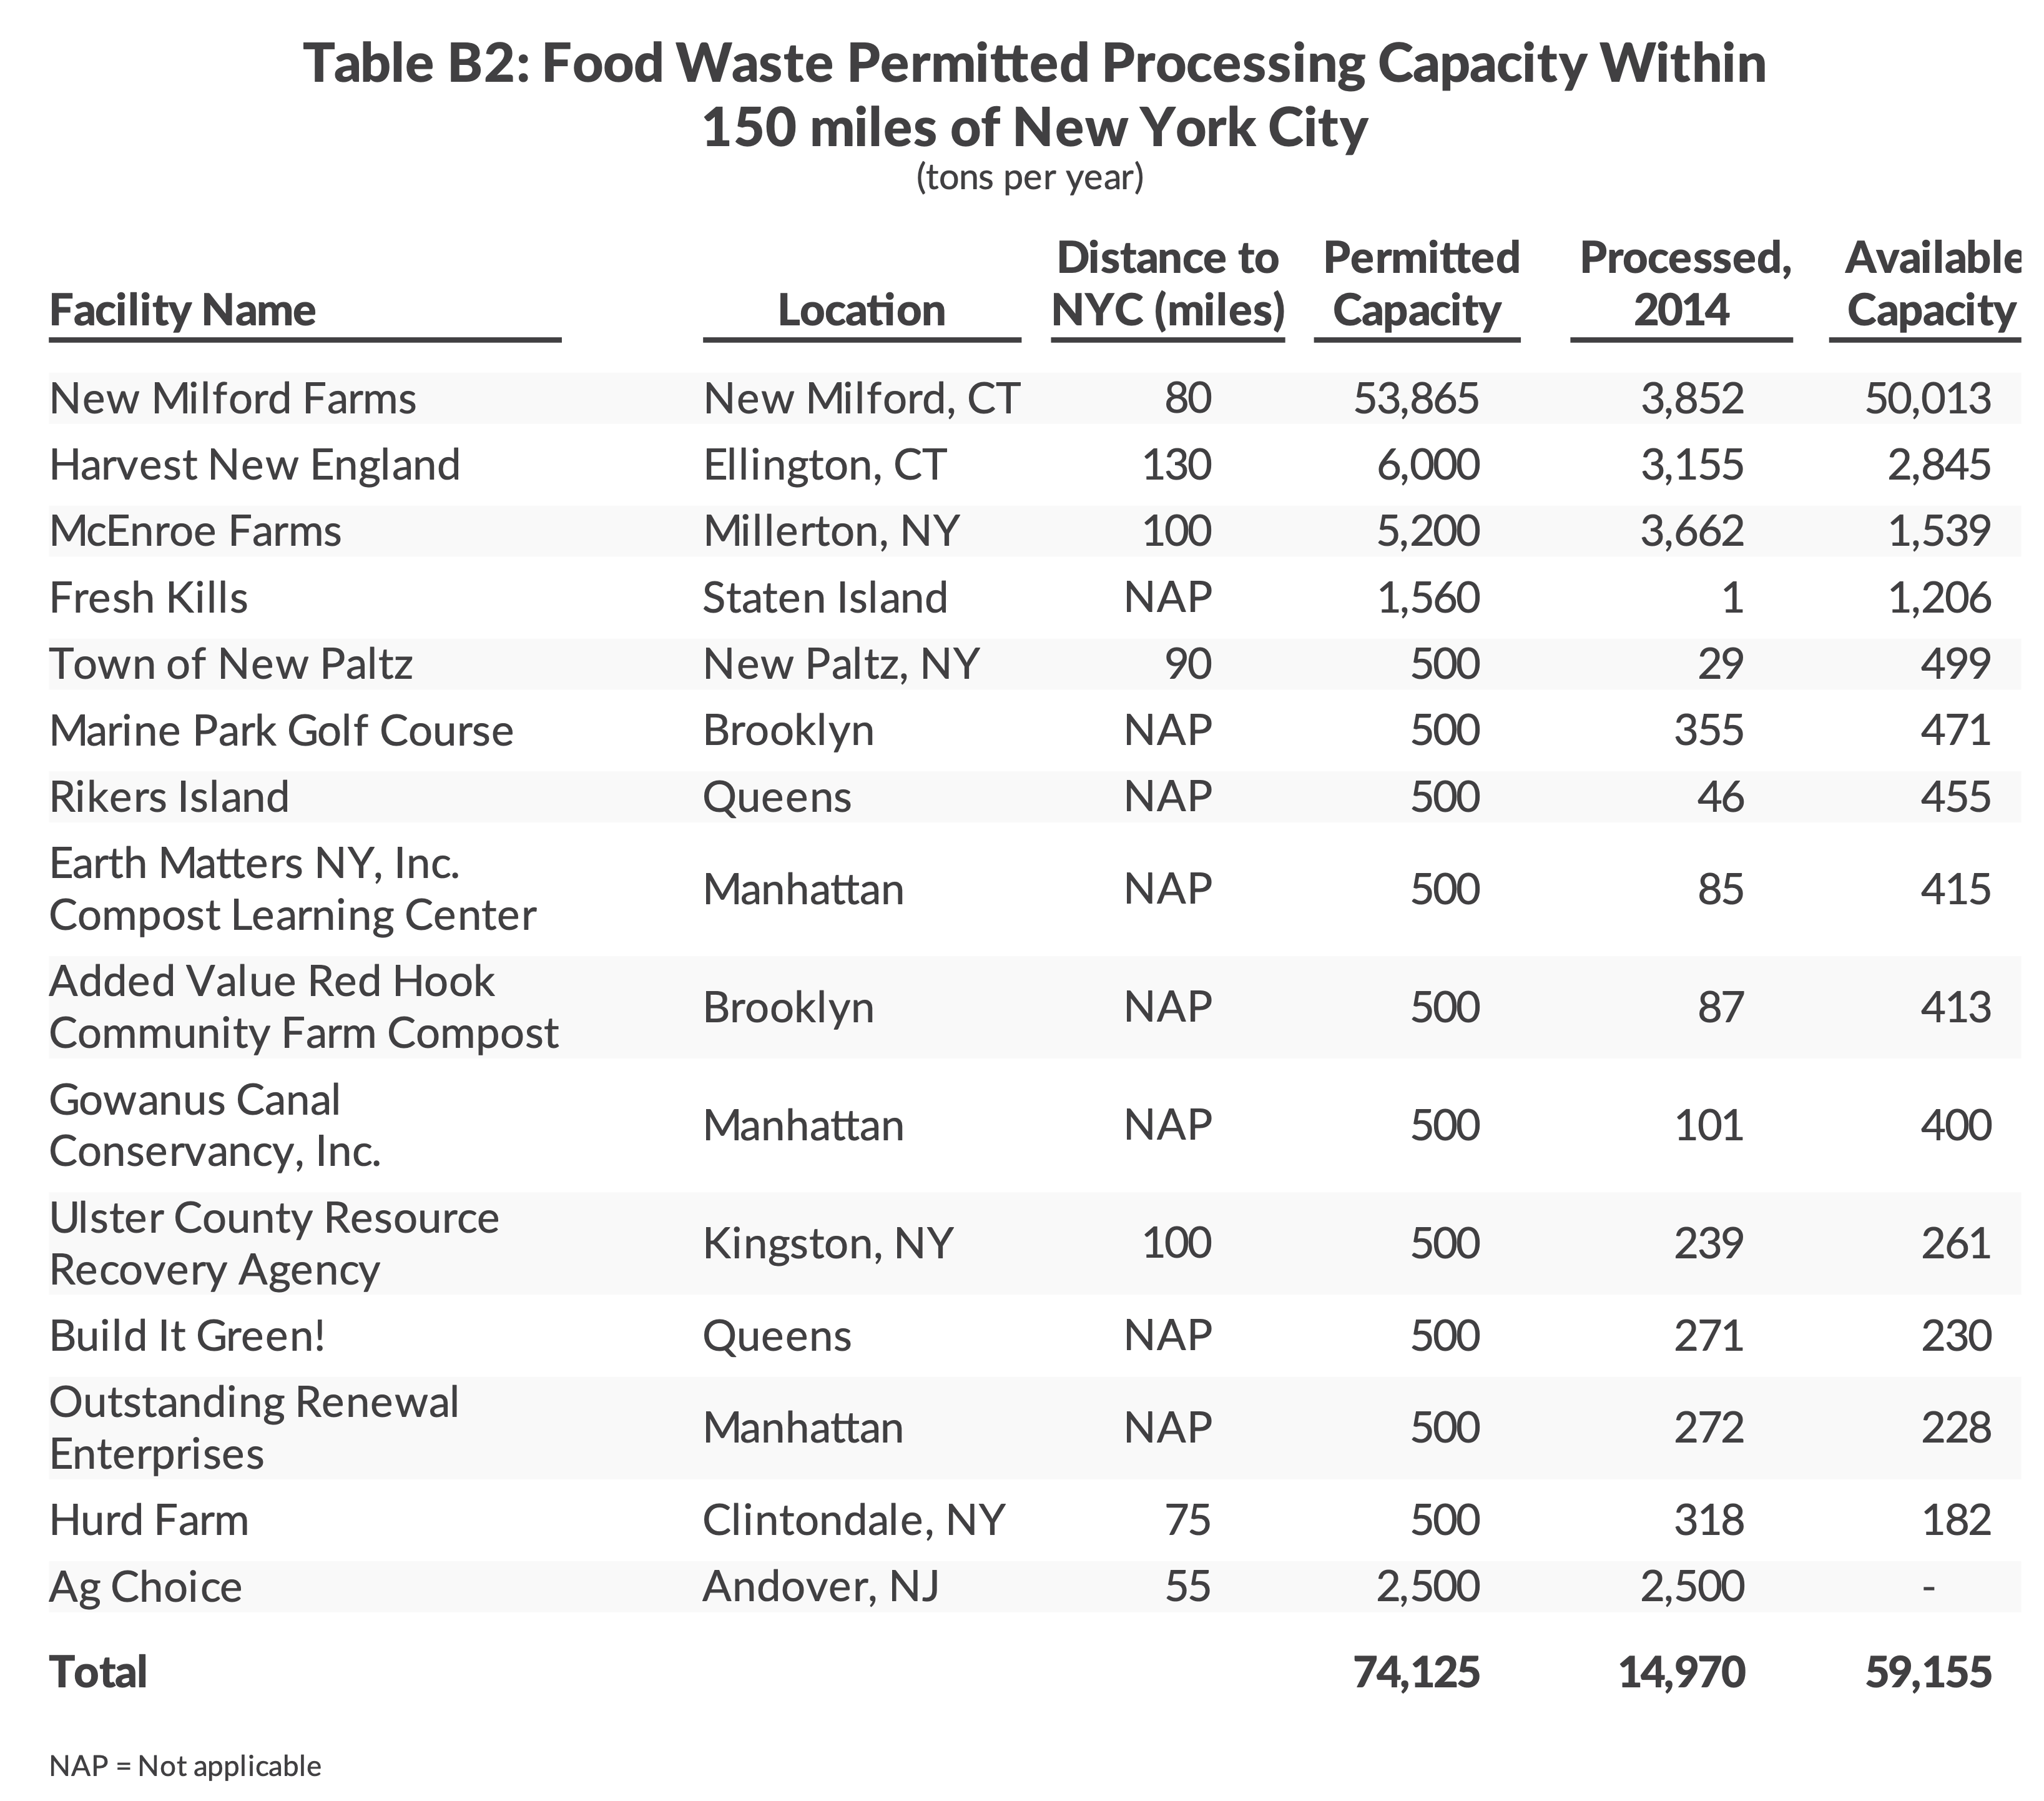 Table B2: Food Waste Permitted Processing Capacity Within
150 miles of New York City
(tons per year)
Facility Name Location Distance to NYC (miles) Permitted Capacity Processed, 2014 Available Capacity
New Milford Farms New Milford, CT 80 53,865 3,852 50,013
Harvest New England Ellington, CT 130 6,000 3,155 2,845
McEnroe Farms Millerton, NY 100 5,200 3,662 1,539
Fresh Kills Staten Island NAP 1,560 1 1,206
Town of New Paltz New Paltz, NY 90 500 29 499
Marine Park Golf Course Brooklyn NAP 500 355 471
Rikers Island Queens NAP 500 46 455
Earth Matters NY, Inc.
Compost Learning Center Manhattan NAP 500 85 415
Added Value Red Hook
Community Farm Compost Brooklyn NAP 500 87 413
Gowanus Canal
Conservancy, Inc. Manhattan NAP 500 101 400
Ulster County Resource
Recovery Agency Kingston, NY 100 500 239 261
Build It Green! Queens NAP 500 271 230
Outstanding Renewal
Enterprises Manhattan NAP 500 272 228
Hurd Farm Clintondale, NY 75 500 318 182
Ag Choice Andover, NJ 55 2,500 2,500 -
Total 74,125 14,970 59,155
NAP = Not applicable